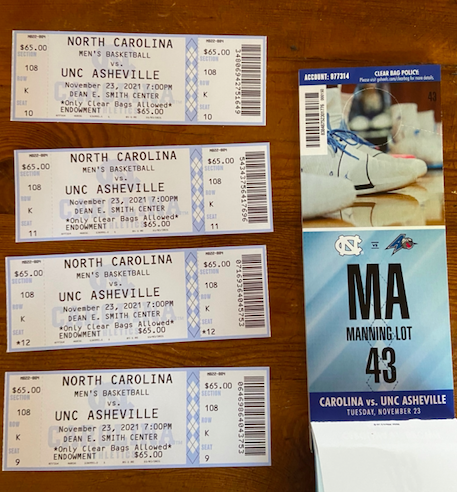 $65.00
SECTION
108
ROW
K
SEAT
10
NORTH CAROLINA
MEN'S BASKETBALL
vs.
UNC ASHEVILLE
November 23, 2021 7:00PM
DEAN E. SMITH CENTER
*Only Clear Bags Allowed*
ENDOWMENT $65.00
$65.00
SECTION
108
ROW
K
SEAT
10
$65.00
SECTION
108
ROW
K
SEAT
11
NORTH CAROLINA
MEN'S BASKETBALL
vs.
UNC ASHEVILLE
November 23, 2021 7:00PM
DEAN E. SMITH CENTER
*Only Clear Bags Allowed*
ENDOWMENT $65.00
$65.00
SECTION
108
ROW
K
SEAT
11
$65.00
SECTION
108
ROW
K
SEAT
*12
NORTH CAROLINA
MEN'S BASKETBALL
vs.
UNC ASHEVILLE
November 23, 2021 7:00PM
DEAN E. SMITH CENTER
*Only Clear Bags Allowed*
ENDOWMENT $65.00
$65.00
SECTION
108
ROW
K
SEAT
*12
$65.00
SECTION
108
ROW
K
SEAT
9
NORTH CAROLINA
MEN'S BASKETBALL
vs.
UNC ASHEVILLE
November 23, 2021 7:00PM
DEAN E. SMITH CENTER
*Only Clear Bags Allowed*
ENDOWMENT $65.00
$65.00
SECTION
108
ROW
K
SEAT
9
ACCOUNT: 077314
CLEAR BAG POLICY:
NC
VS
MA
MANNING LOT
43
CAROLINA vs. UNC ASHEVILLE
TUESDAY, NOVEMBER 23